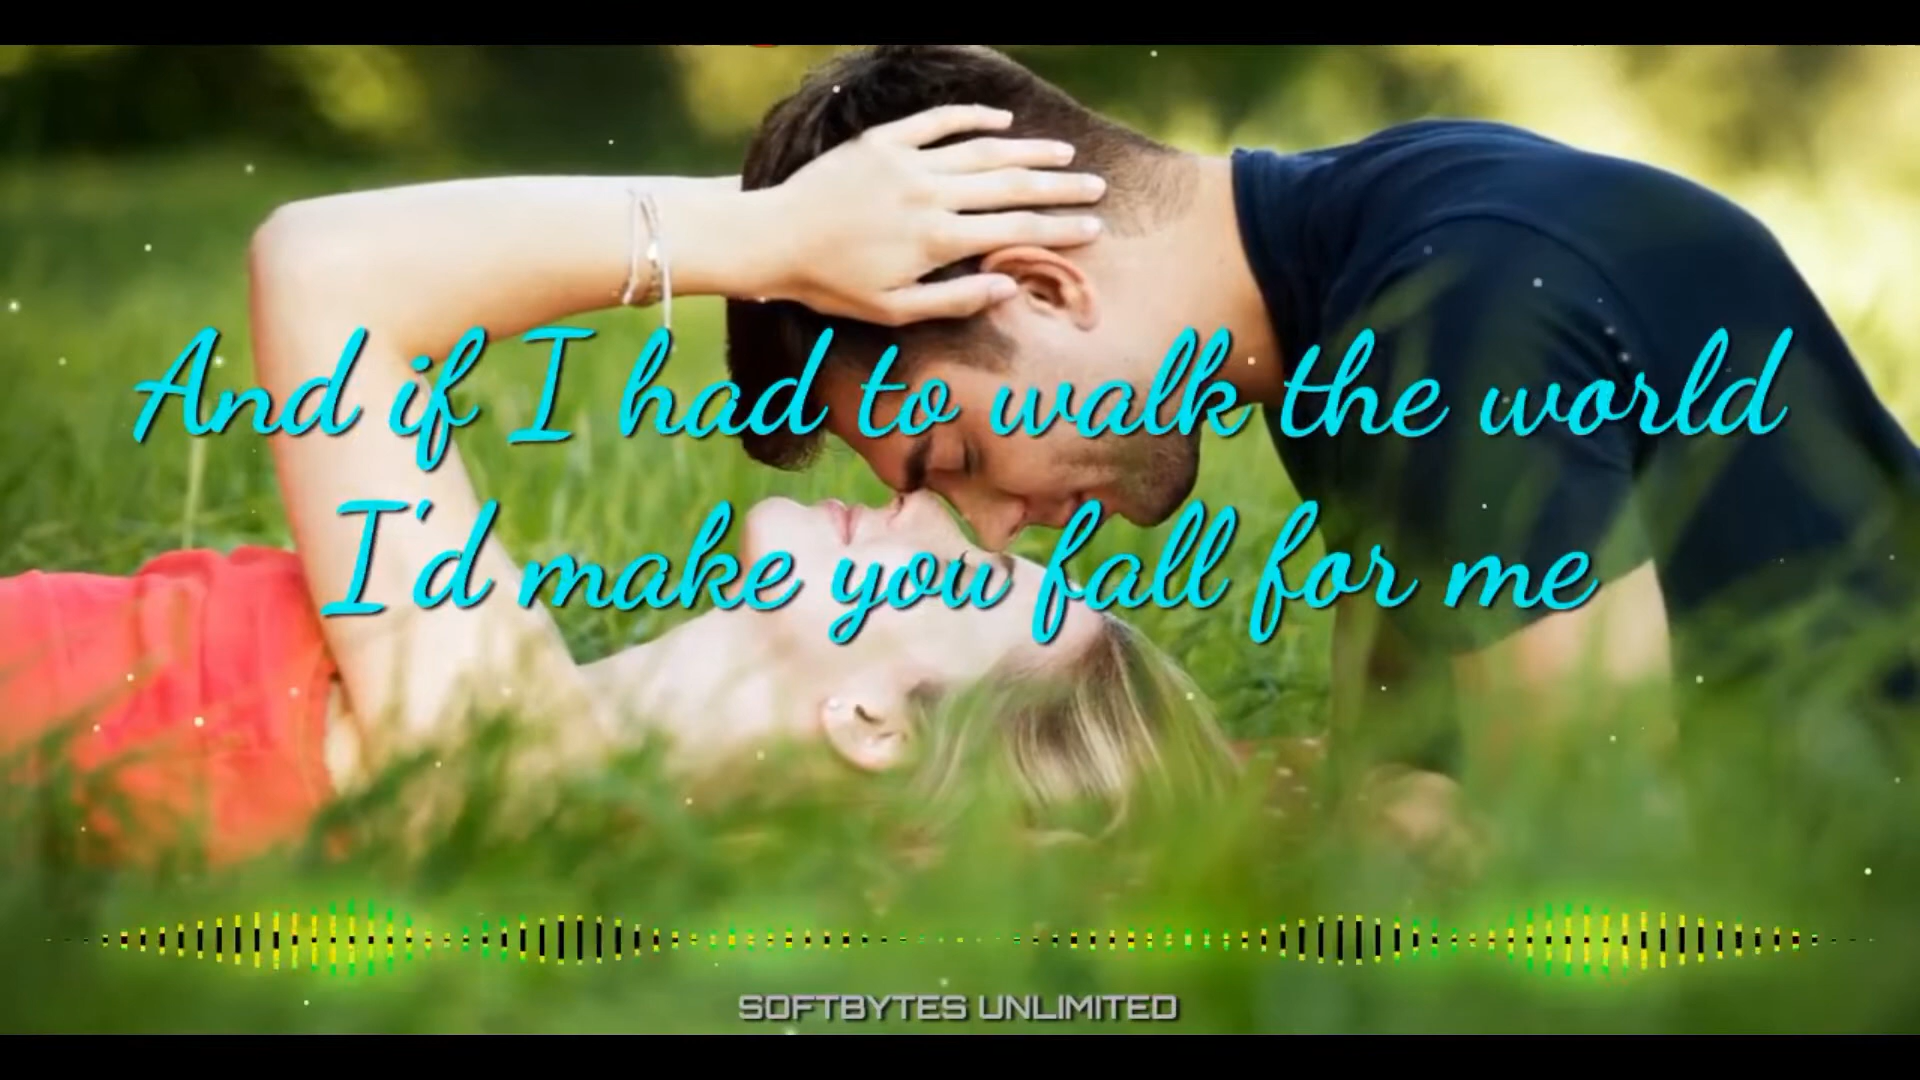 And if I had to walk the world
I'd make you fall for me
SOFTBYTES UNLIMITED